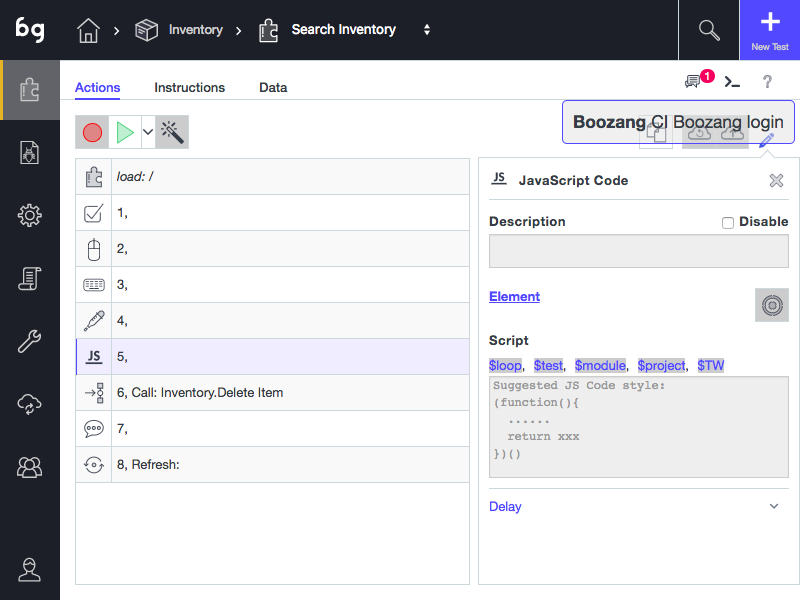 bg
Inventory
Search Inventory
New Test
Actions
Instructions
Data
1
?
Boozang CI Boozang login
load: /
1,
2,
3,
4,
JS 5,
6, Call: Inventory.Delete Item
7,
8, Refresh:
JS JavaScript Code
Description
Disable
Element
Script
$loop, $test, $module, $project, $TW
Suggested JS Code style:
(function(){
......
return xxx
})()
Delay